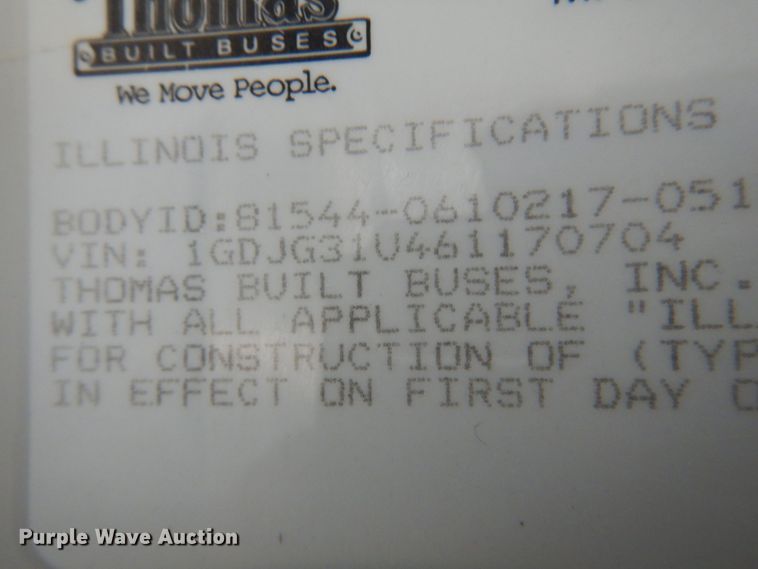 Thomas
BUILT BUSES
We Move People.
ILLINOIS SPECIFICATIONS
BODYID:81544-0610217-051
VIN: 1GDJG31U461170704
THOMAS BUILT BUSES, INC.
WITH ALL APPLICABLE "ILL
FOR CONSTRUCTION OF (TYP
IN EFFECT ON FIRST DAY O
Purple Wave Auction